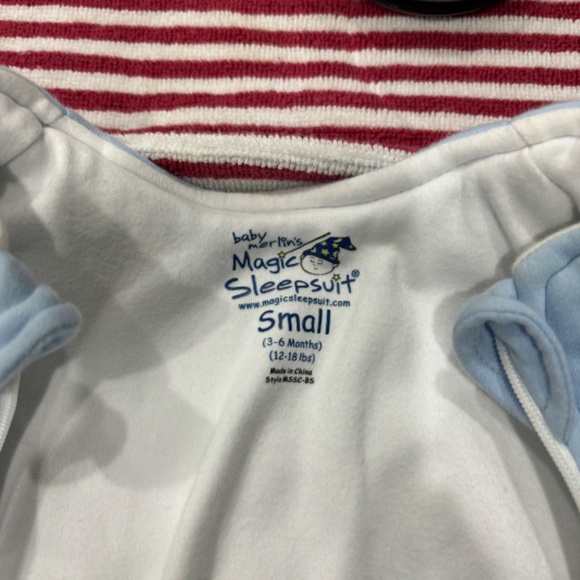 baby
merlin's
Magic
Sleepsuit®
www.magicsleepsuit.com
Small
(3-6 Months)
(12-18 lbs)
Made in China
Style MSSC-BS